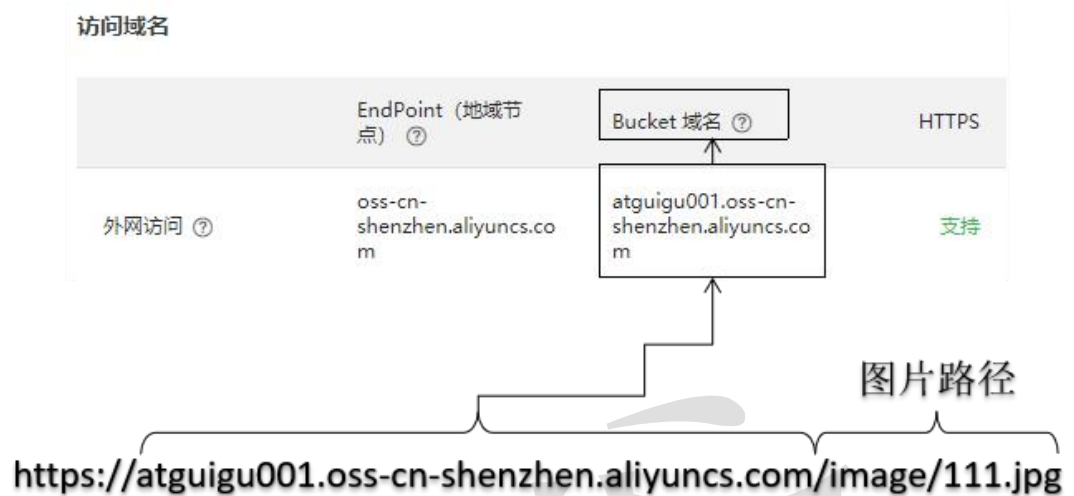 访问域名
EndPoint（地域节
点） ?
Bucket 域名 ?
HTTPS
外网访问 ?
oss-cn-
shenzhen.aliyuncs.co
m
atguigu001.oss-cn-
shenzhen.aliyuncs.co
m
支持
图片路径
https://atguigu001.oss-cn-shenzhen.aliyuncs.com/image/111.jpg